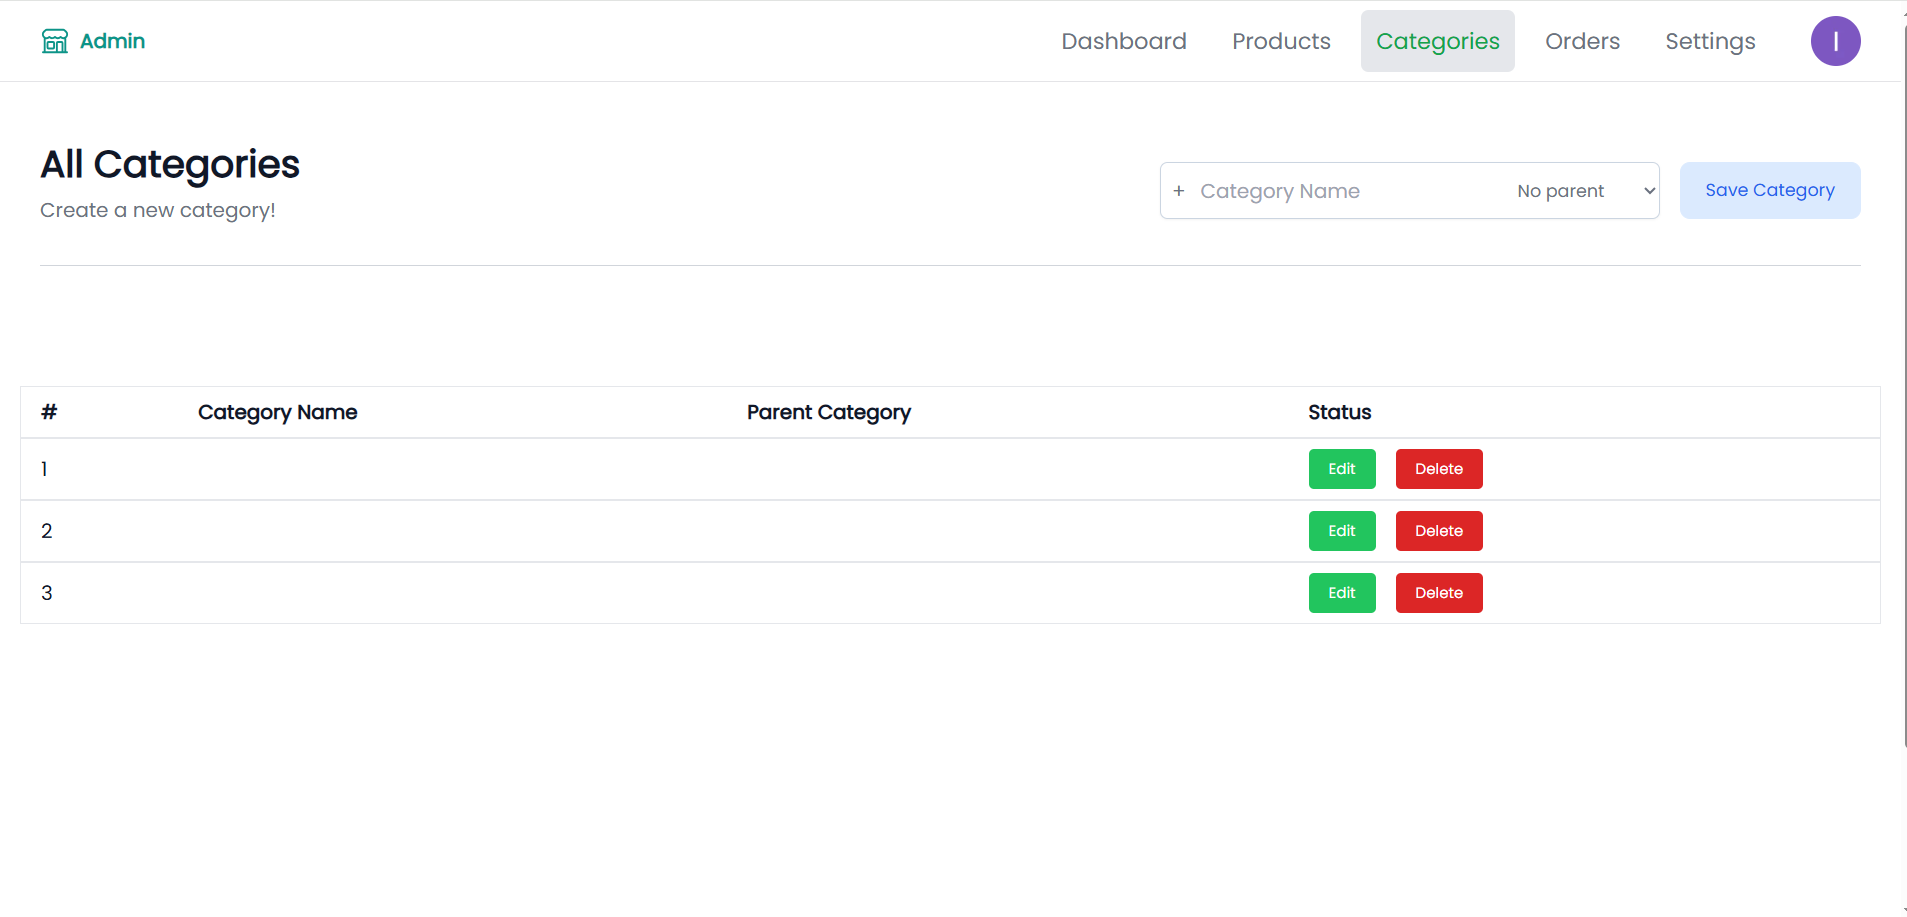 Admin
Dashboard Products Categories Orders Settings I
All Categories
Create a new category!
+ Category Name No parent Save Category
# Category Name Parent Category Status
1 Edit Delete
2 Edit Delete
3 Edit Delete